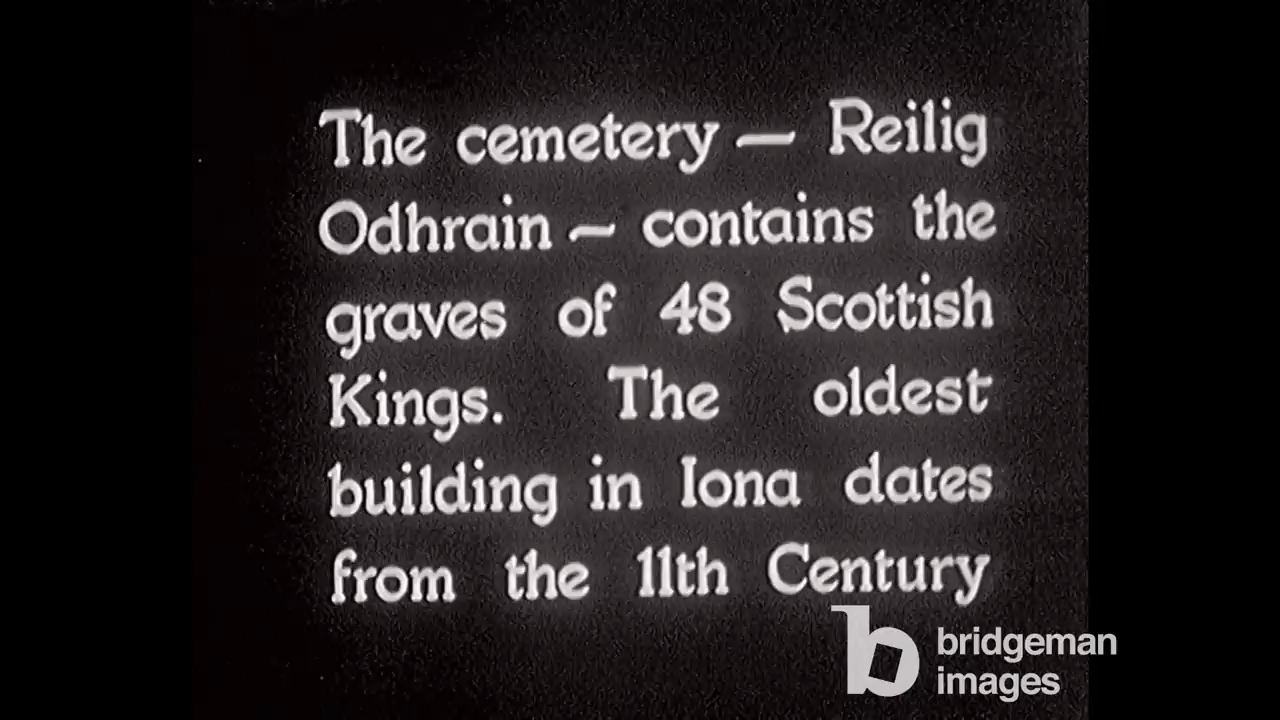 The cemetery — Reilig
Odhrain — contains the
graves of 48 Scottish
Kings. The oldest
building in Iona dates
from the 11th Century
bridgeman
images